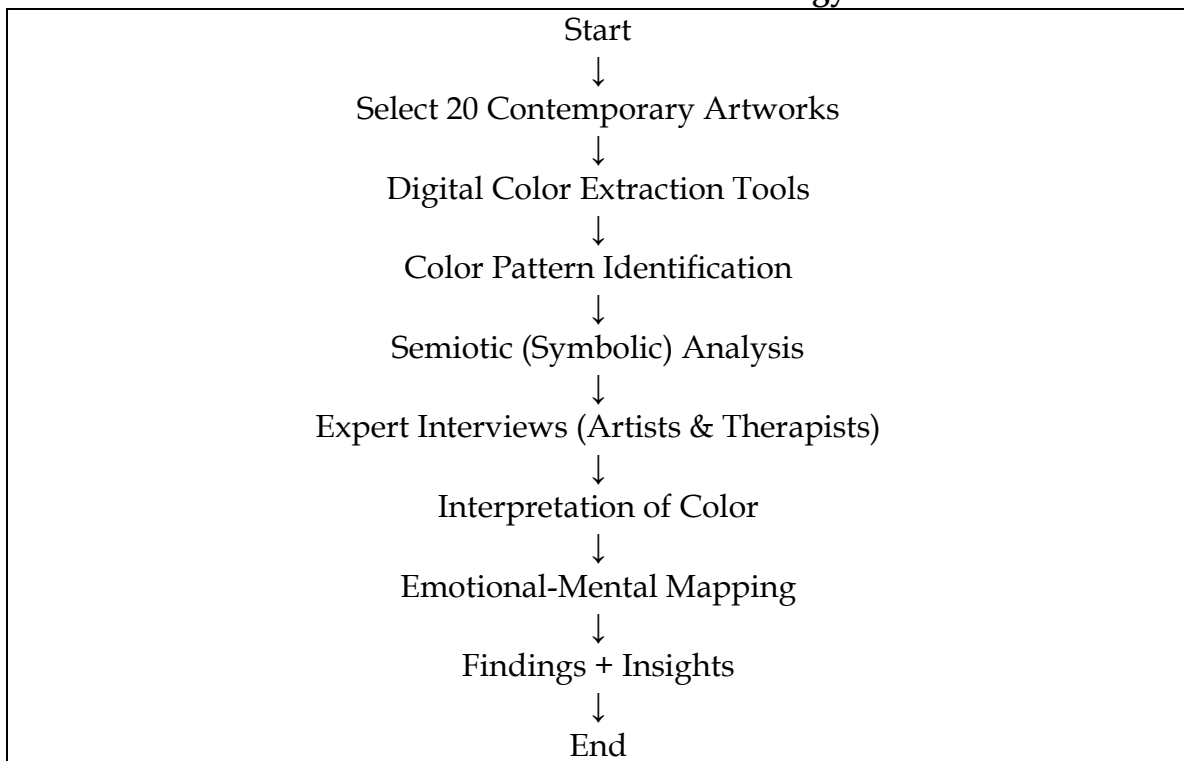 Start
↓
Select 20 Contemporary Artworks
↓
Digital Color Extraction Tools
↓
Color Pattern Identification
↓
Semiotic (Symbolic) Analysis
↓
Expert Interviews (Artists & Therapists)
↓
Interpretation of Color
↓
Emotional-Mental Mapping
↓
Findings + Insights
↓
End